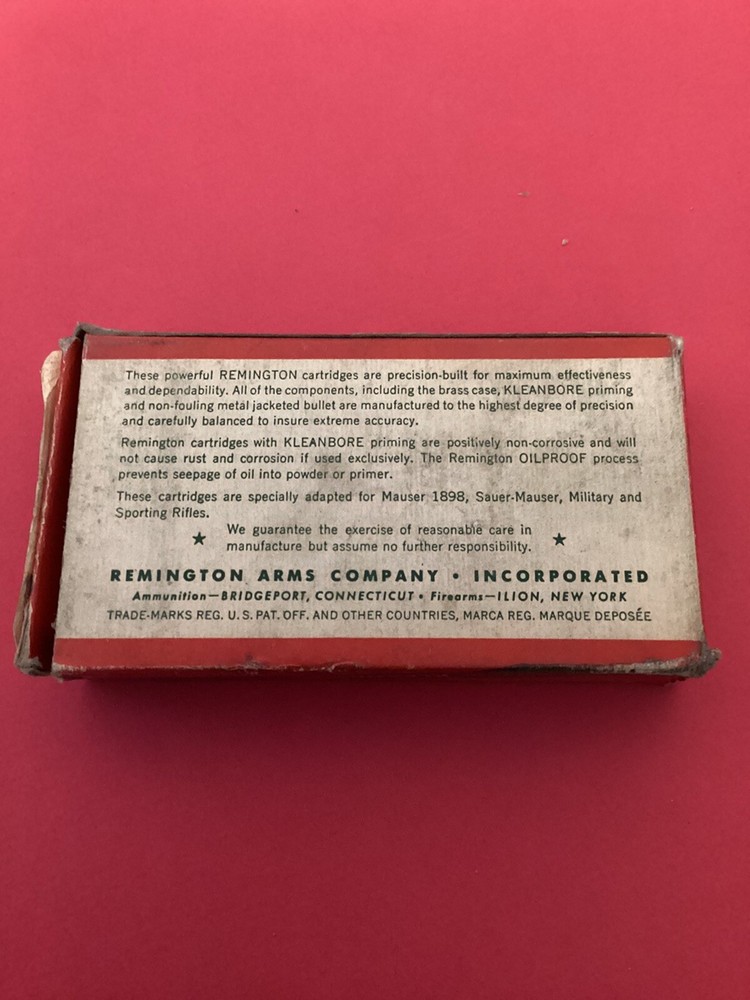 These powerful REMINGTON cartridges are precision-built for maximum effectiveness
and dependability. All of the components, including the brass case, KLEANBORE priming
and non-fouling metal jacketed bullet are manufactured to the highest degree of precision
and carefully balanced to insure extreme accuracy.
Remington cartridges with KLEANBORE priming are positively non-corrosive and will
not cause rust and corrosion if used exclusively. The Remington OILPROOF process
prevents seepage of oil into powder or primer.
These cartridges are specially adapted for Mauser 1898, Sauer-Mauser, Military and
Sporting Rifles.
We guarantee the exercise of reasonable care in
manufacture but assume no further responsibility.
REMINGTON ARMS COMPANY • INCORPORATED
Ammunition—BRIDGEPORT, CONNECTICUT • Firearms—ILION, NEW YORK
TRADE-MARKS REG. U.S. PAT. OFF. AND OTHER COUNTRIES, MARCA REG. MARQUE DEPOSÉE